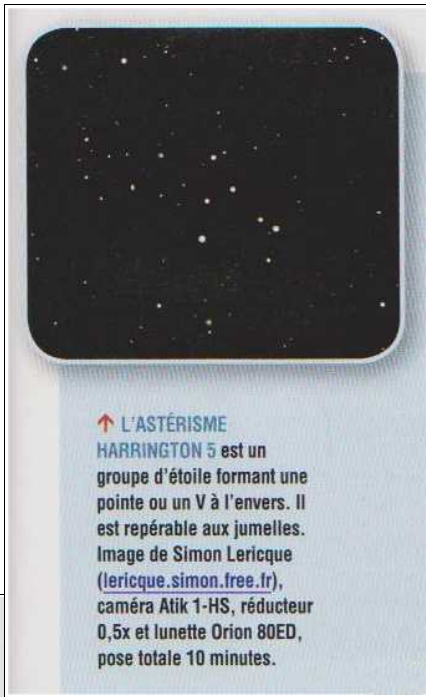 ↑ L'ASTÉRISME
HARRINGTON 5 est un
groupe d'étoile formant une
pointe ou un V à l'envers. Il
est repérable aux jumelles.
Image de Simon Lericque
(lericque.simon.free.fr),
caméra Atik 1-HS, réducteur
0,5x et lunette Orion 80ED,
pose totale 10 minutes.